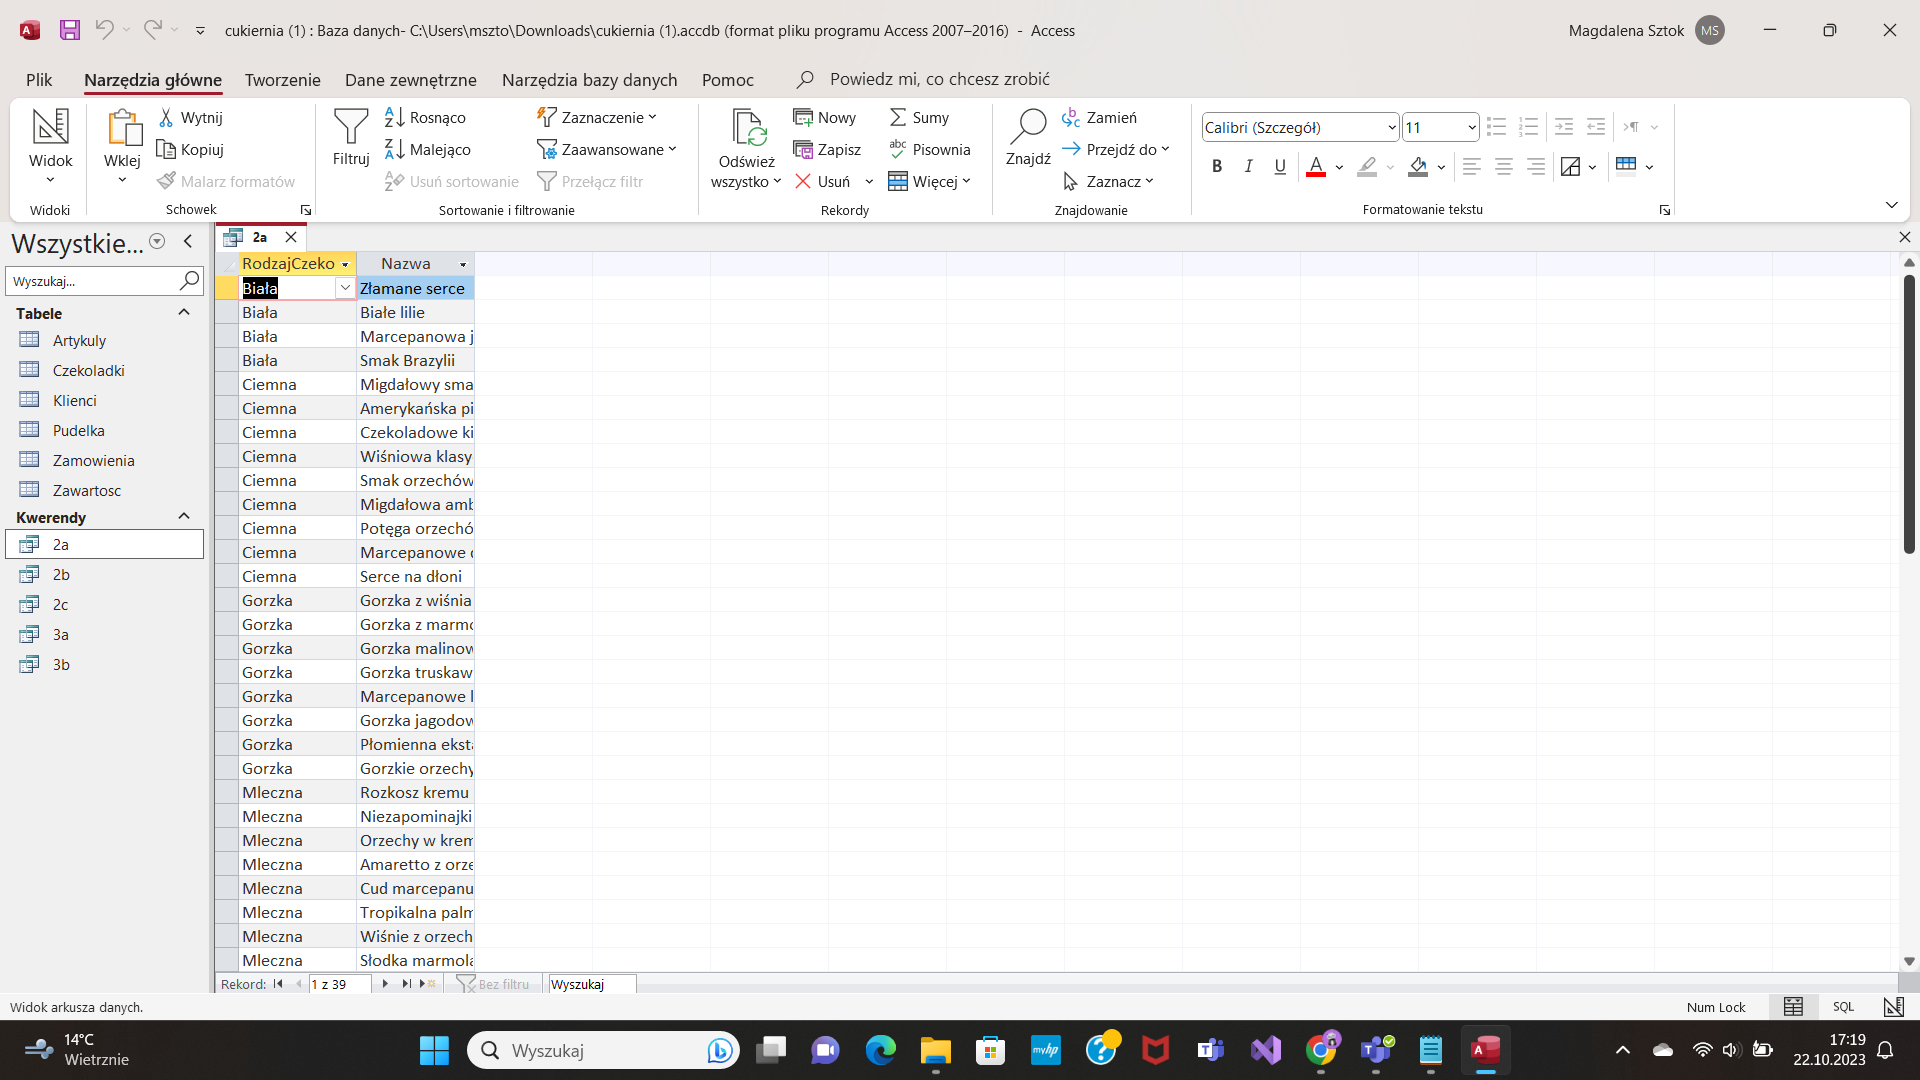 cukiernia (1) : Baza danych- C:\Users\mszto\Downloads\cukiernia (1).accdb (format pliku programu Access 2007–2016) - Access
Magdalena Sztok MS
Plik Narzędzia główne Tworzenie Dane zewnętrzne Narzędzia bazy danych Pomoc Powiedz mi, co chcesz zrobić
Widok
Widoki
Wklej
Wytnij
Kopiuj
Malarz formatów
Schowek
Filtruj
Rosnąco
Malejąco
Usuń sortowanie
Zaznaczenie
Zaawansowane
Przełącz filtr
Sortowanie i filtrowanie
Odśwież
wszystko
Nowy
Zapisz
Usuń
Sumy
Pisownia
Więcej
Rekordy
Znajdź
Zamień
Przejdź do
Zaznacz
Znajdowanie
Calibri (Szczegół) 11
B I U A
Formatowanie tekstu
Wszystkie...
Wyszukaj...
Tabele
Artykuly
Czekoladki
Klienci
Pudelka
Zamowienia
Zawartosc
Kwerendy
2a
2b
2c
3a
3b
2a
RodzajCzeko Nazwa
Biała Złamane serce
Biała Białe lilie
Biała Marcepanowa j
Biała Smak Brazylii
Ciemna Migdałowy sma
Ciemna Amerykańska pi
Ciemna Czekoladowe ki
Ciemna Wiśniowa klasy
Ciemna Smak orzechów
Ciemna Migdałowa amb
Ciemna Potęga orzechó
Ciemna Marcepanowe
Ciemna Serce na dłoni
Gorzka Gorzka z wiśnia
Gorzka Gorzka z marmo
Gorzka Gorzka malinow
Gorzka Gorzka truskaw
Gorzka Marcepanowe
Gorzka Gorzka jagodow
Gorzka Płomienna eksta
Gorzka Gorzkie orzechy
Mleczna Rozkosz kremu
Mleczna Niezapominajki
Mleczna Orzechy w krem
Mleczna Amaretto z orze
Mleczna Cud marcepanu
Mleczna Tropikalna palm
Mleczna Wiśnie z orzech
Mleczna Słodka marmola
Rekord: 1 z 39 Bez filtru Wyszukaj
Widok arkusza danych.
Num Lock SQL
14°C
Wietrznie
Wyszukaj
17:19
22.10.2023